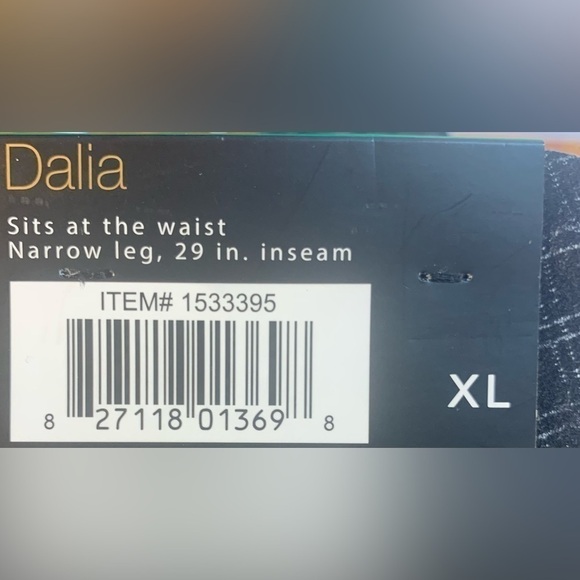 Dalia
Sits at the waist
Narrow leg, 29 in. inseam
ITEM# 1533395
8 27118 01369 8
XL